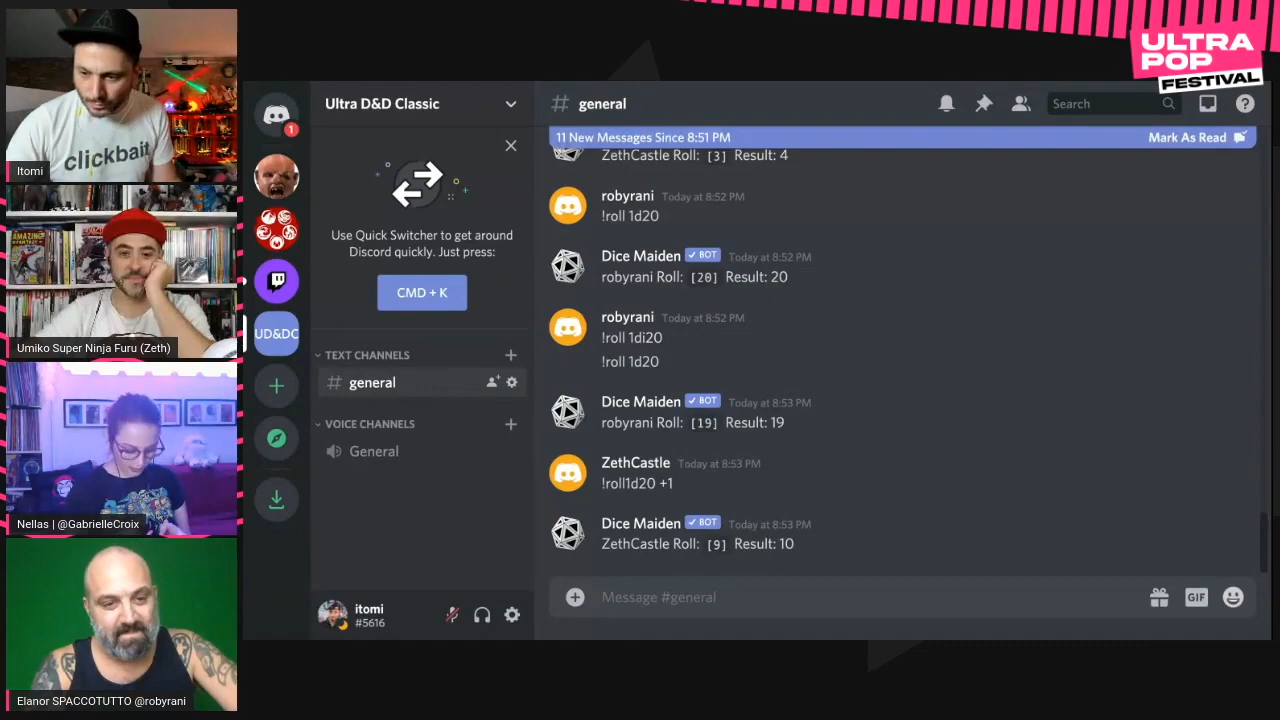 clickbait
Itomi
AMAZING
FANTASY
Umiko Super Ninja Furu (Zeth)
Nellas | @GabrielleCroix
Elanor SPACCOTUTTO @robyrani
ULTRA
POP
FESTIVAL
1
UD&DC
Ultra D&D Classic
Use Quick Switcher to get around
Discord quickly. Just press:
CMD + K
TEXT CHANNELS
# general
VOICE CHANNELS
General
itomi
#5616
# general
Search
11 New Messages Since 8:51 PM
Mark As Read
ZethCastle Roll: [3] Result: 4
robyrani Today at 8:52 PM
!roll 1d20
Dice Maiden ✓ BOT Today at 8:52 PM
robyrani Roll: [20] Result: 20
robyrani Today at 8:52 PM
!roll 1di20
!roll 1d20
Dice Maiden ✓ BOT Today at 8:53 PM
robyrani Roll: [19] Result: 19
ZethCastle Today at 8:53 PM
!roll1d20 +1
Dice Maiden ✓ BOT Today at 8:53 PM
ZethCastle Roll: [9] Result: 10
Message #general
GIF